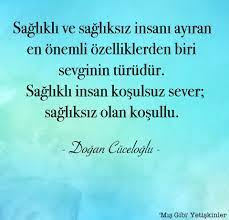 Sağlıklı ve sağlıksız insanı ayıran
en önemli özelliklerden biri
sevginin türüdür.
Sağlıklı insan koşulsuz sever;
sağlıksız olan koşullu.
- Doğan Cüceloğlu -
'Mış Gibi' Yetişkinler